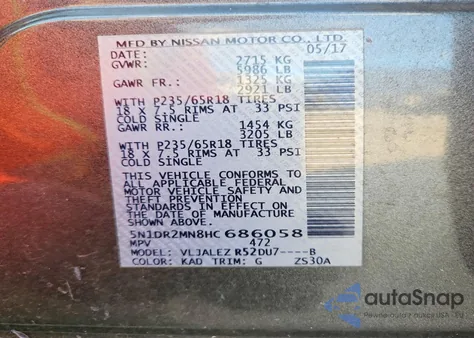 MFD BY NISSAN MOTOR CO., LTD.
DATE: 05/17
GVWR: 2715 KG
5986 LB
GAWR FR.: 1325 KG
2921 LB
WITH P235/65R18 TIRES
18 X 7.5 RIMS AT 33 PSI
COLD SINGLE
GAWR RR.: 1454 KG
3205 LB
WITH P235/65R18 TIRES
18 X 7.5 RIMS AT 33 PSI
COLD SINGLE
THIS VEHICLE CONFORMS TO
ALL APPLICABLE FEDERAL
MOTOR VEHICLE SAFETY AND
THEFT PREVENTION
STANDARDS IN EFFECT ON
THE DATE OF MANUFACTURE
SHOWN ABOVE.
5N1DR2MN8HC686058
MPV 472
MODEL: VLJALEZ R52DU7----B
COLOR: KAD TRIM: G ZS30A
autoSnap